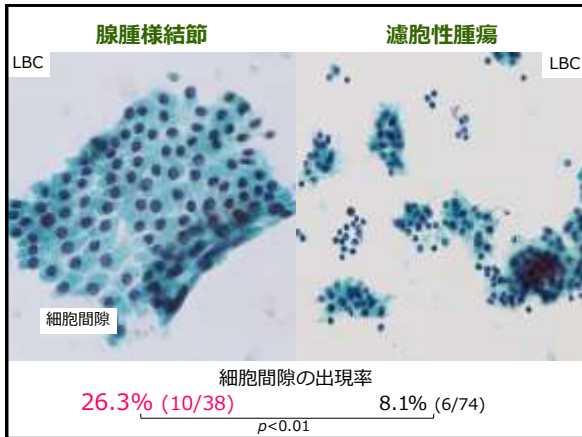 腺腫様結節
濾胞性腫瘍
LBC
LBC
細胞間隙
細胞間隙の出現率
26.3% (10/38)
8.1% (6/74)
p<0.01